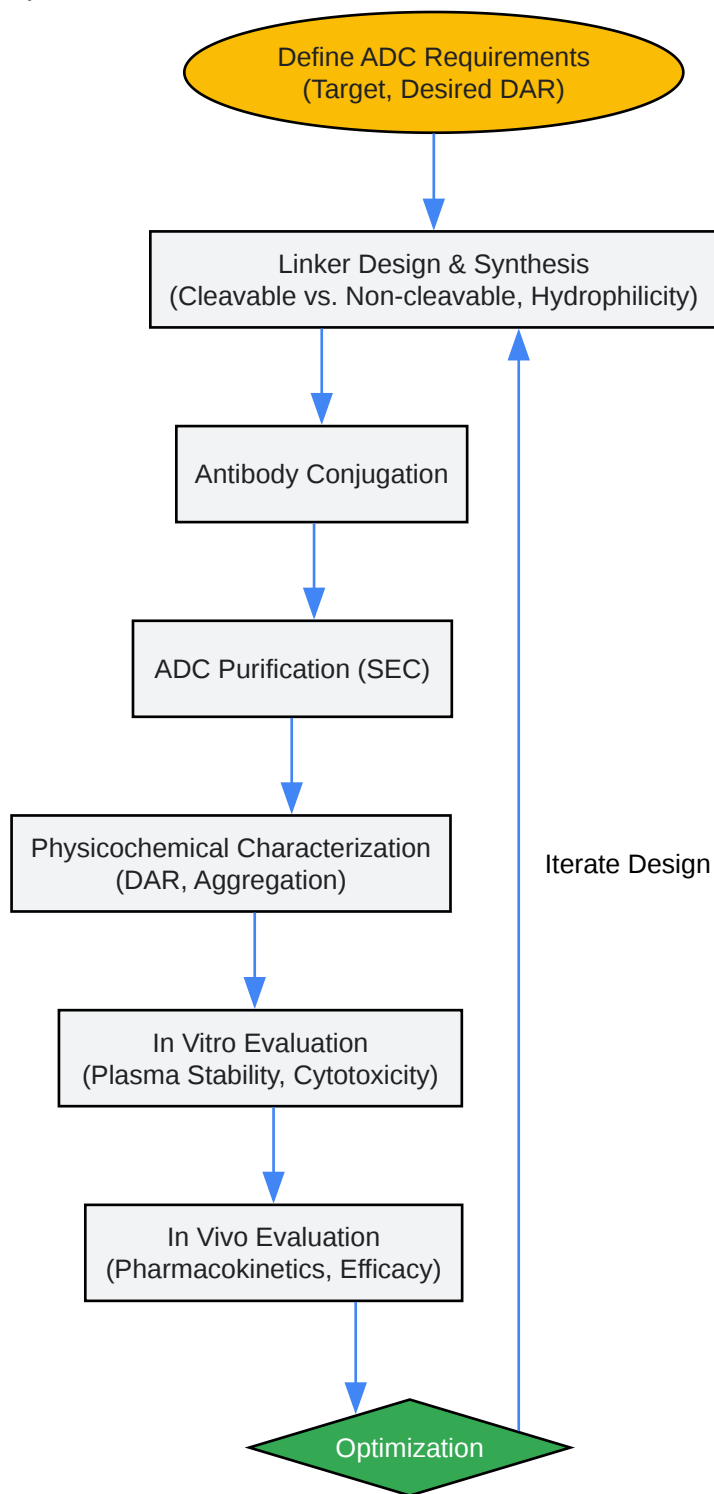 Define ADC Requirements
(Target, Desired DAR)
Linker Design & Synthesis
(Cleavable vs. Non-cleavable, Hydrophilicity)
Antibody Conjugation
ADC Purification (SEC)
Physicochemical Characterization
(DAR, Aggregation)
Iterate Design
In Vitro Evaluation
(Plasma Stability, Cytotoxicity)
In Vivo Evaluation
(Pharmacokinetics, Efficacy)
Optimization